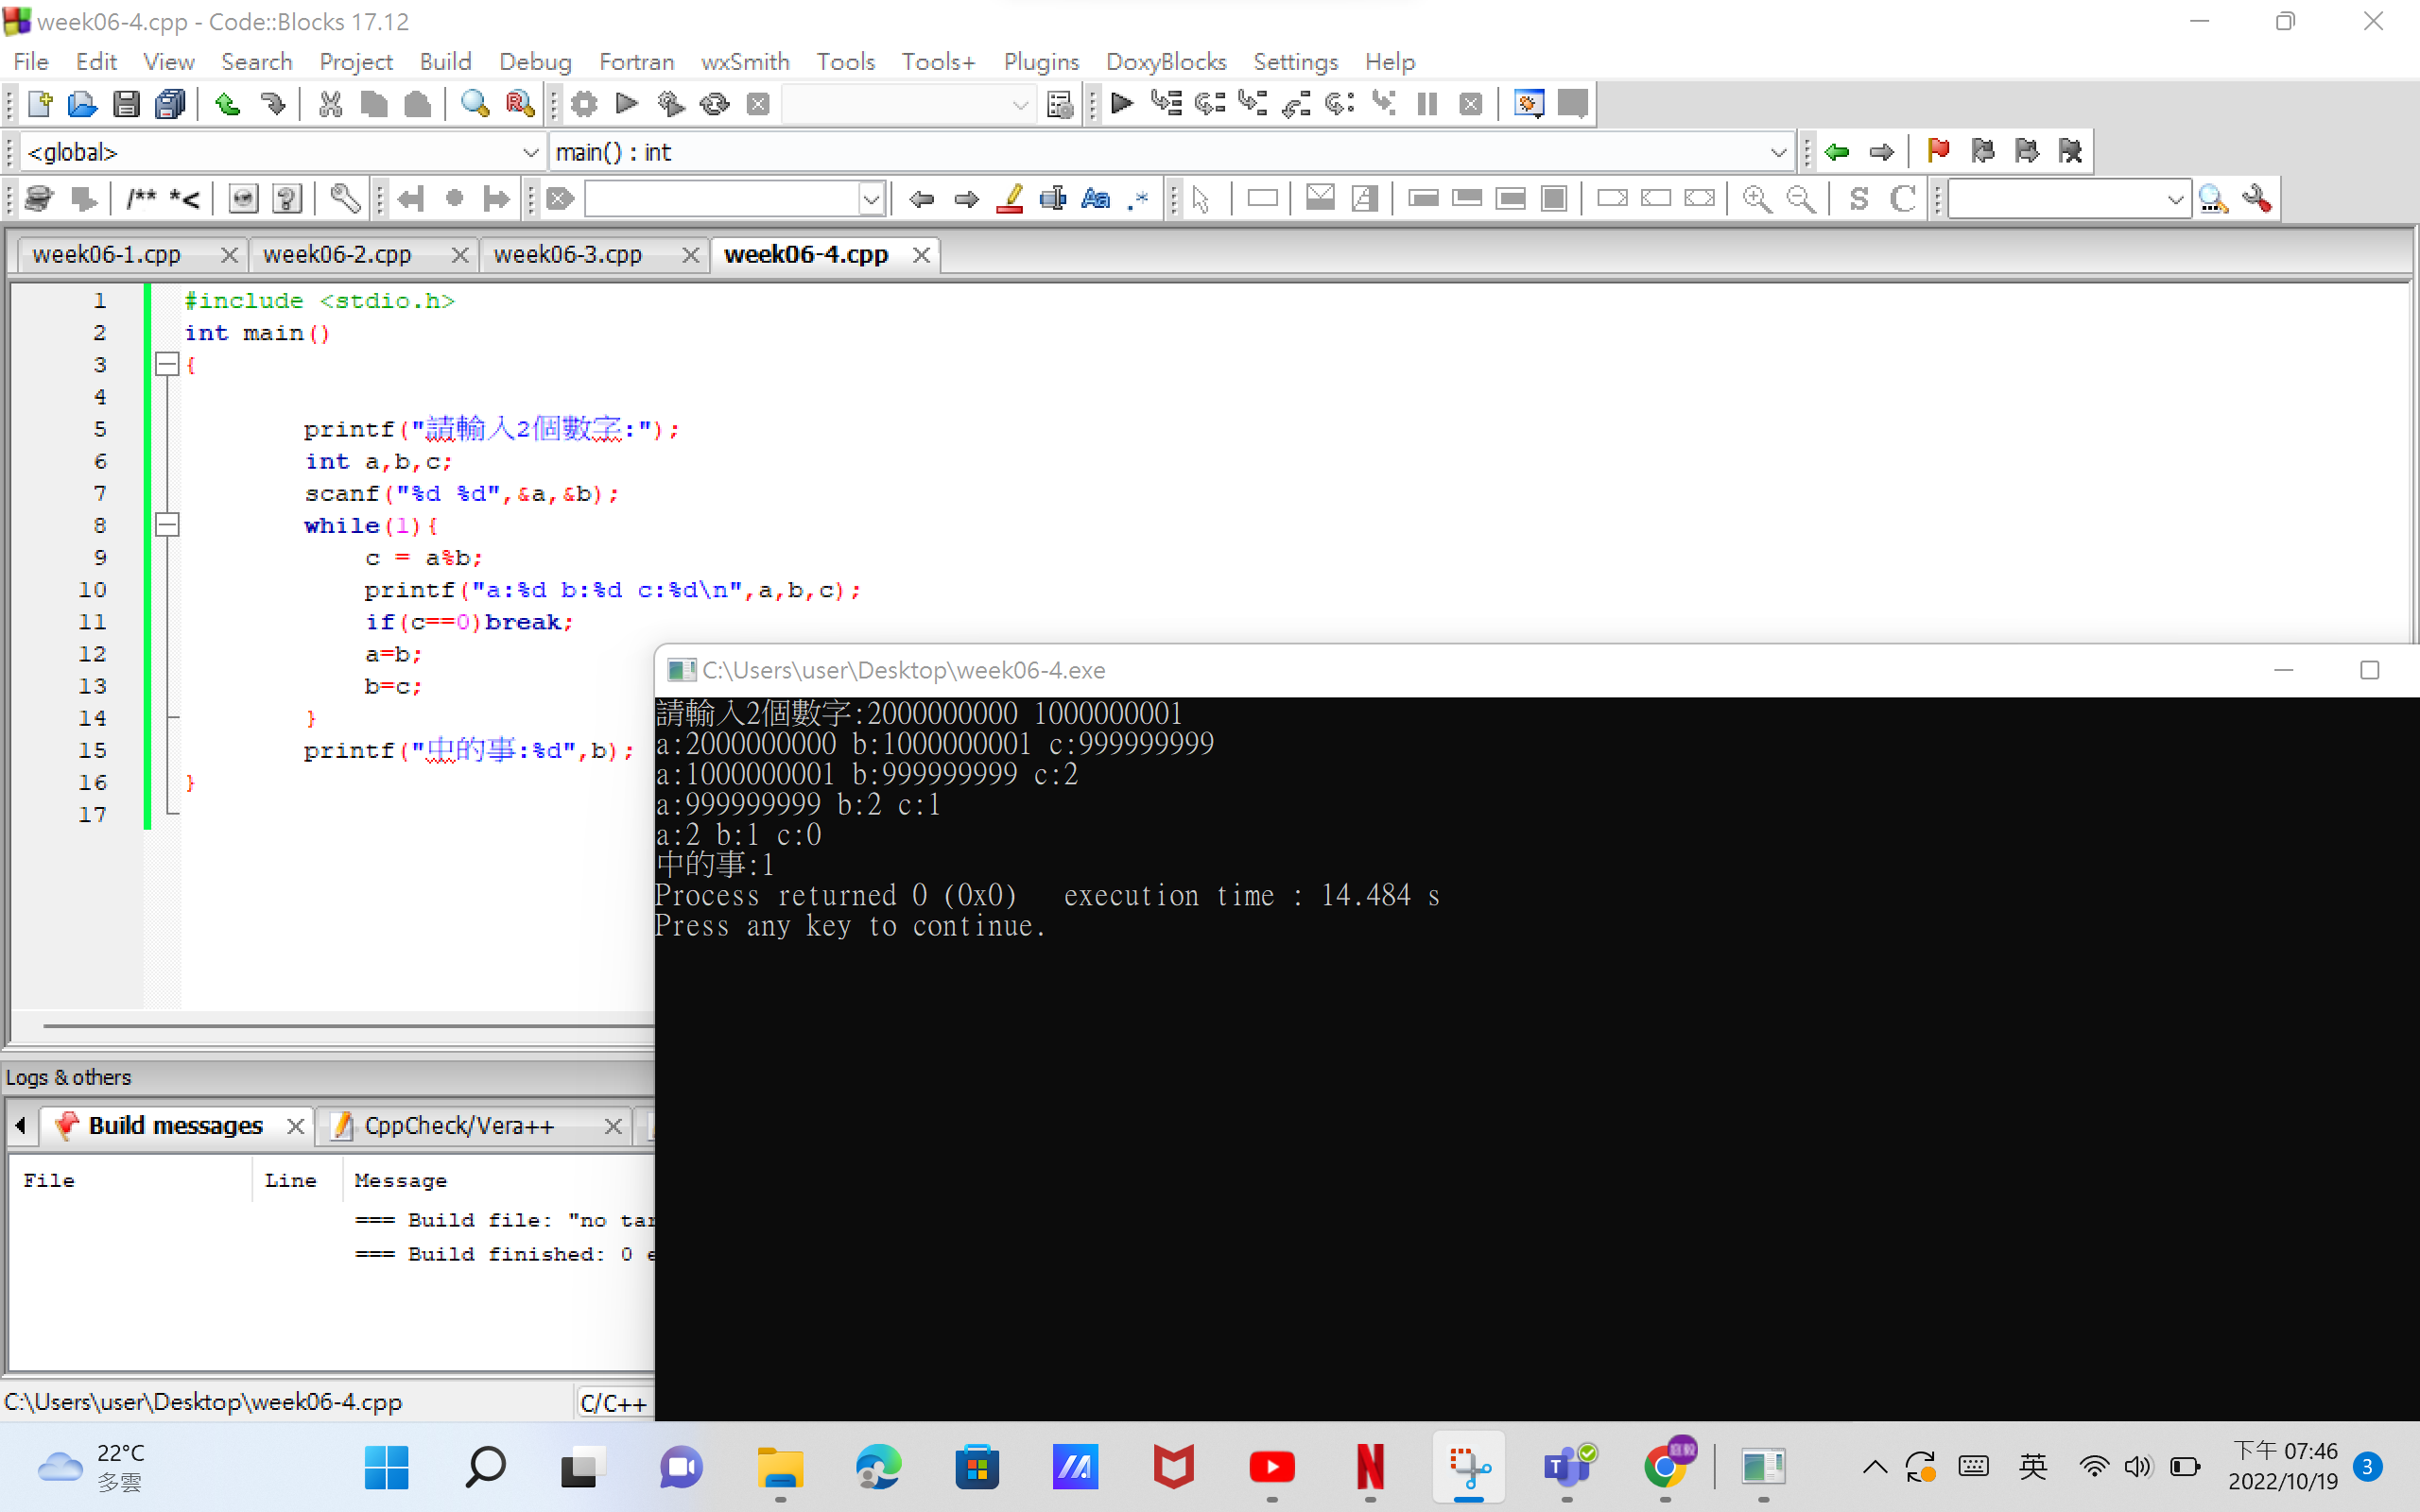 week06-4.cpp - Code::Blocks 17.12
File Edit View Search Project Build Debug Fortran wxSmith Tools Tools+ Plugins DoxyBlocks Settings Help
<global> main() : int
/** *<
Aa .* S C
week06-1.cpp week06-2.cpp week06-3.cpp week06-4.cpp
1 #include <stdio.h>
2 int main()
3 {
4
5 printf("請輸入2個數字:");
6 int a,b,c;
7 scanf("%d %d",&a,&b);
8 while(1){
9 c = a%b;
10 printf("a:%d b:%d c:%d\n",a,b,c);
11 if(c==0)break;
12 a=b;
13 b=c;
14 }
15 printf("中的事:%d",b);
16 }
17
C:\Users\user\Desktop\week06-4.exe
請輸入2個數字:2000000000 1000000001
a:2000000000 b:1000000001 c:999999999
a:1000000001 b:999999999 c:2
a:999999999 b:2 c:1
a:2 b:1 c:0
中的事:1
Process returned 0 (0x0)   execution time : 14.484 s
Press any key to continue.
Logs & others
Build messages CppCheck/Vera++
File Line Message
=== Build file: "no tar
=== Build finished: 0 e
C:\Users\user\Desktop\week06-4.cpp C/C++
22°C
多雲
英
下午 07:46
2022/10/19
3